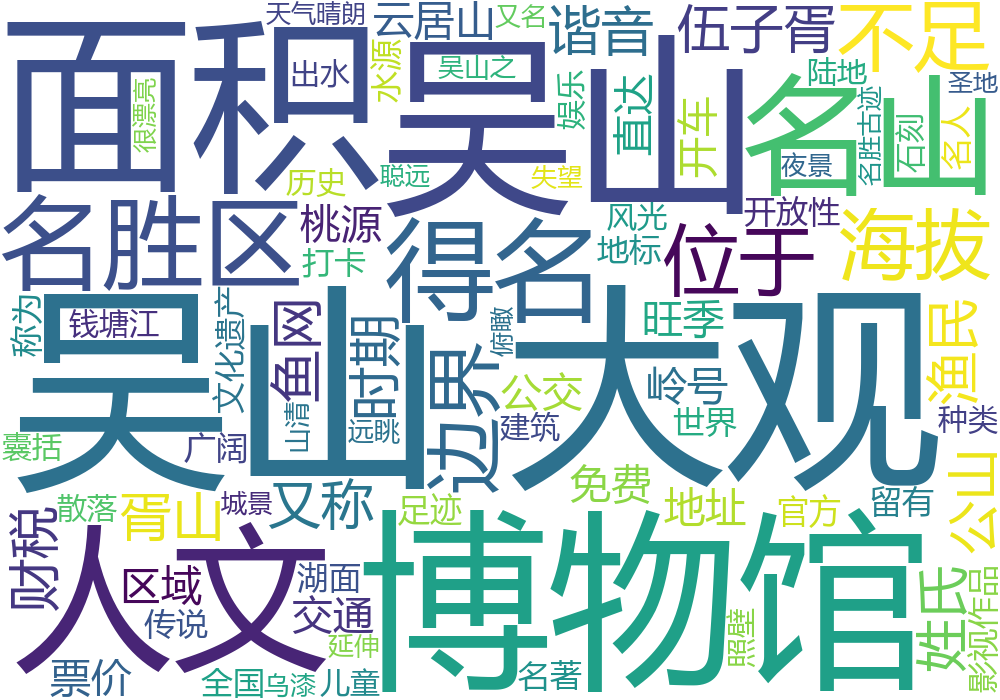 天气晴朗
云居山
又名
谐音
伍子胥
不足
面积
吴山
名山
水源
吴山之
出水
很漂亮
娱乐
直达
开车
陆地
圣地
名胜古迹
石刻
名人
夜景
历史
聪远
失望
名胜区
桃源
打卡
得名
风光
地标
位于
开放性
海拔
称为
钱塘江
文化遗产
鱼网
时期
边界
俯瞰
旺季
渔民
吴山大观
岭号
公交
世界
种类
建筑
山清
远眺
囊括
广阔
散落
胥山
城景
又称
足迹
免费
地址
官方
留有
公山
财税
人文
博物馆
区域
湖面
交通
传说
延伸
照壁
姓氏
影视作品
票价
全国
乌漆
儿童
名著